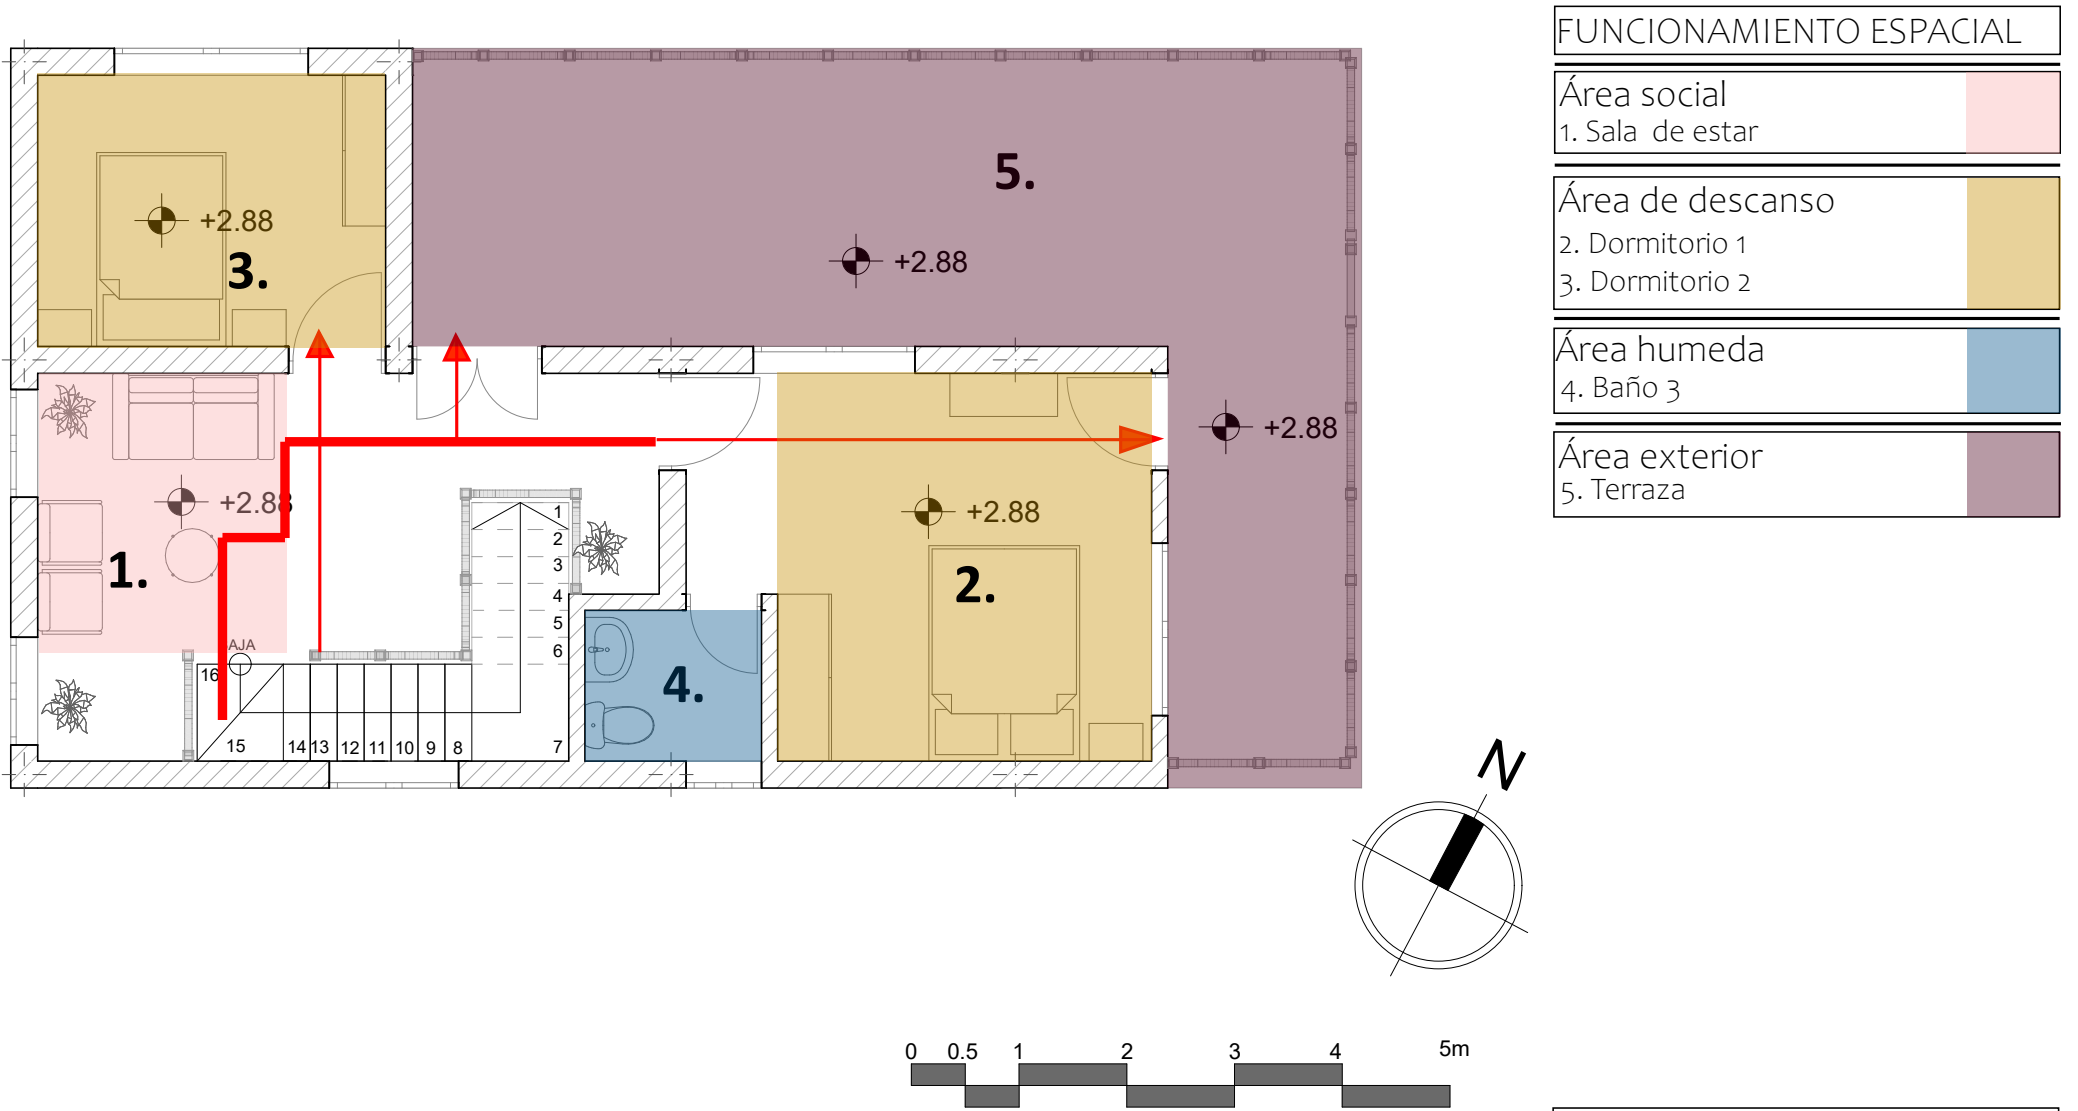 FUNCIONAMIENTO ESPACIAL
Área social
1. Sala de estar
Área de descanso
2. Dormitorio 1
3. Dormitorio 2
Área humeda
4. Baño 3
Área exterior
5. Terraza
5.
+2.88
3.
+2.88
+2.88
+2.88
+2.88
1.
2.
4.
AJA
1
2
3
4
5
6
7
16
15
14 13 12 11 10 9 8
N
0 0.5 1 2 3 4 5m